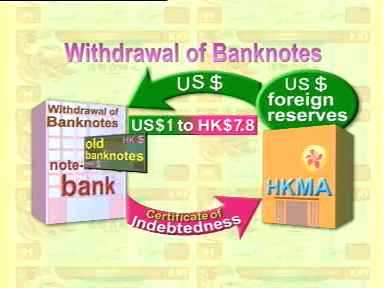 Withdrawal of Banknotes
US $
US $
foreign
reserves
Withdrawal of
Banknotes
US$1 to HK$7.8
HK $
old
banknotes
note-
bank
HKMA
Certificate of
Indebtedness